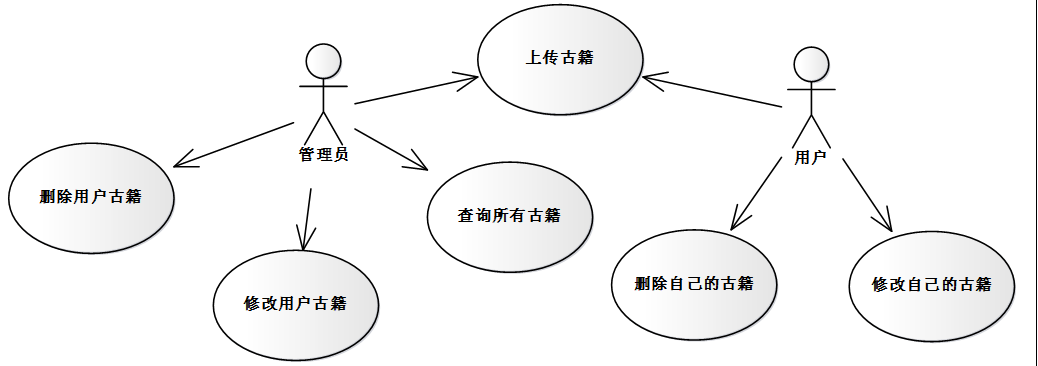 上传古籍
管理员
用户
删除用户古籍
查询所有古籍
修改用户古籍
删除自己的古籍
修改自己的古籍